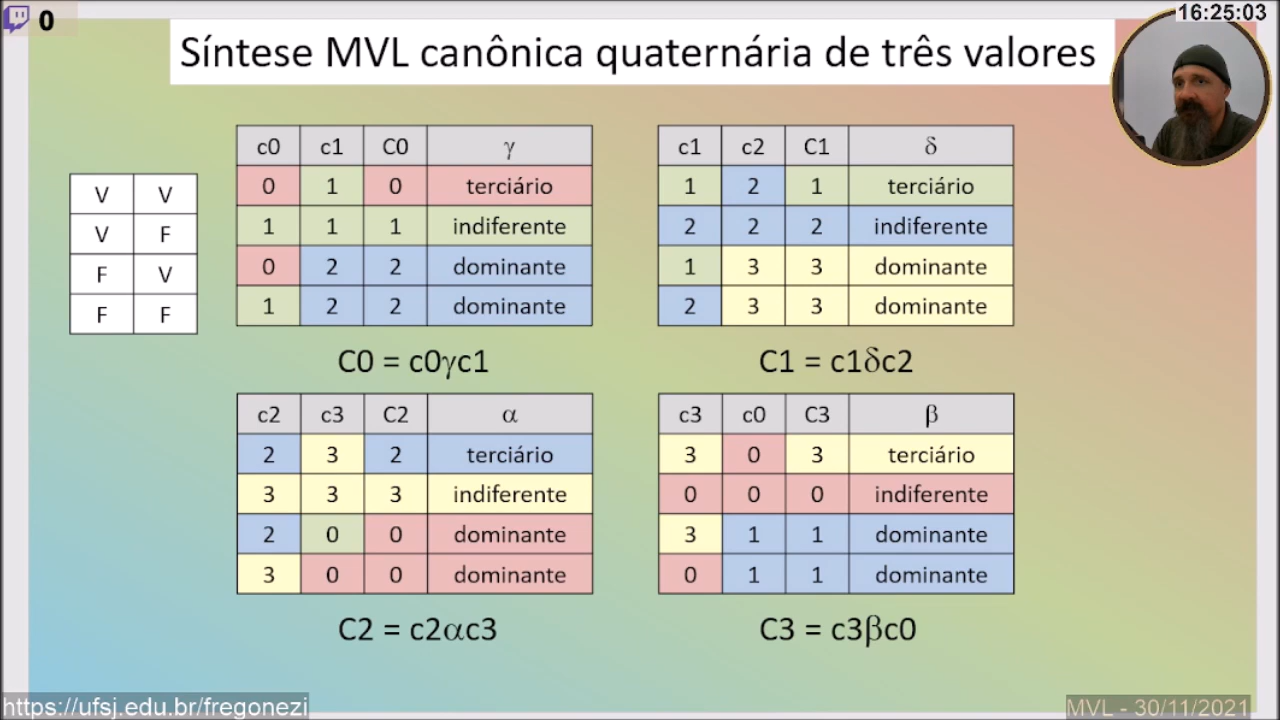 0
16:25:03
Síntese MVL canônica quaternária de três valores
V V
V F
F V
F F
c0 c1 C0 γ
0 1 0 terciário
1 1 1 indiferente
0 2 2 dominante
1 2 2 dominante
C0 = c0γc1
c1 c2 C1 δ
1 2 1 terciário
2 2 2 indiferente
1 3 3 dominante
2 3 3 dominante
C1 = c1δc2
c2 c3 C2 α
2 3 2 terciário
3 3 3 indiferente
2 0 0 dominante
3 0 0 dominante
C2 = c2αc3
c3 c0 C3 β
3 0 3 terciário
0 0 0 indiferente
3 1 1 dominante
0 1 1 dominante
C3 = c3βc0
https://ufsj.edu.br/fregonezi
MVL - 30/11/2021